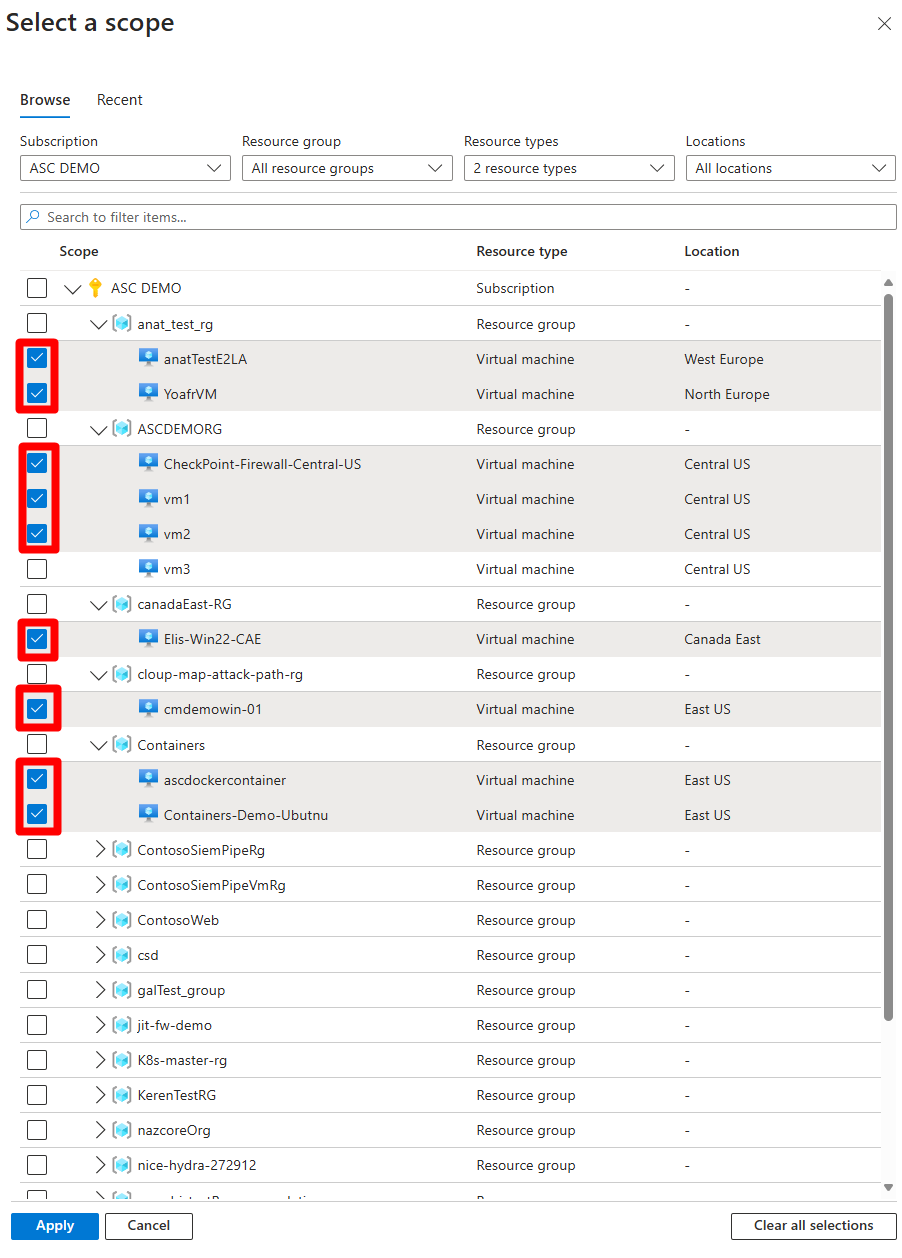 Select a scope
Browse Recent
Subscription Resource group Resource types Locations
ASC DEMO All resource groups 2 resource types All locations
Search to filter items...
Scope Resource type Location
ASC DEMO Subscription -
anat_test_rg Resource group -
anatTestE2LA Virtual machine West Europe
YoafrVM Virtual machine North Europe
ASCDEMORG Resource group -
CheckPoint-Firewall-Central-US Virtual machine Central US
vm1 Virtual machine Central US
vm2 Virtual machine Central US
vm3 Virtual machine Central US
canadaEast-RG Resource group -
Elis-Win22-CAE Virtual machine Canada East
cloup-map-attack-path-rg Resource group -
cmdemowin-01 Virtual machine East US
Containers Resource group -
ascdockercontainer Virtual machine East US
Containers-Demo-Ubutnu Virtual machine East US
ContosoSiemPipeRg Resource group -
ContosoSiemPipeVmRg Resource group -
ContosoWeb Resource group -
csd Resource group -
galTest_group Resource group -
jit-fw-demo Resource group -
K8s-master-rg Resource group -
KerenTestRG Resource group -
nazcoreOrg Resource group -
nice-hydra-272912 Resource group -
Apply Cancel Clear all selections